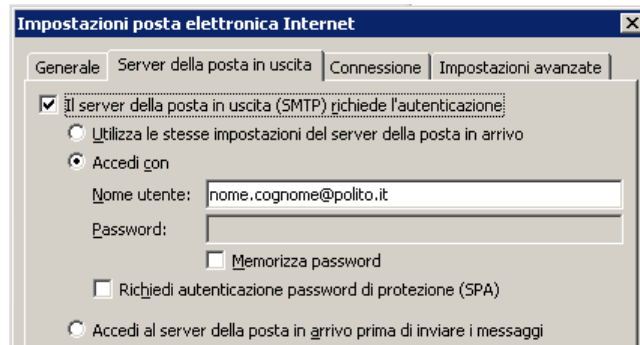 Impostazioni posta elettronica Internet
Generale Server della posta in uscita Connessione Impostazioni avanzate
Il server della posta in uscita (SMTP) richiede l'autenticazione
Utilizza le stesse impostazioni del server della posta in arrivo
Accedi con
Nome utente: nome.cognome@polito.it
Password:
Memorizza password
Richiedi autenticazione password di protezione (SPA)
Accedi al server della posta in arrivo prima di inviare i messaggi